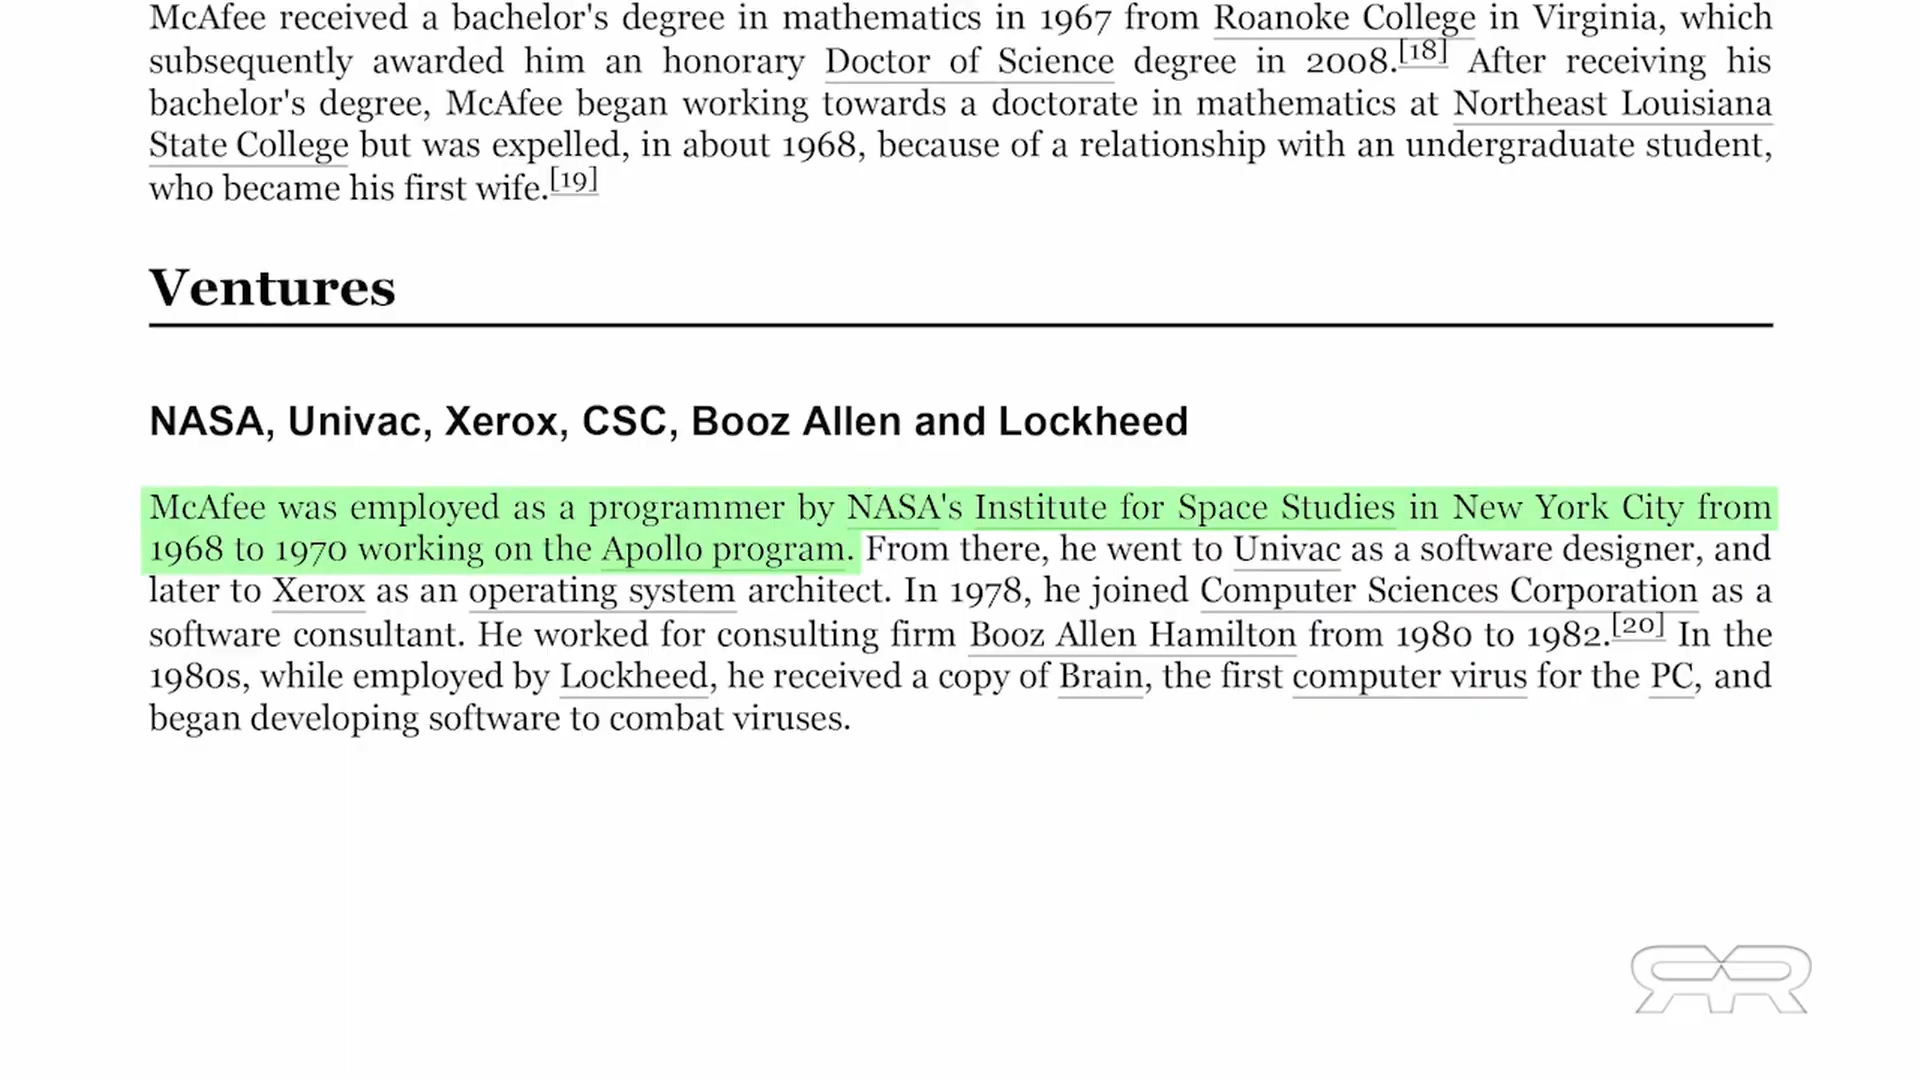 McAfee received a bachelor's degree in mathematics in 1967 from Roanoke College in Virginia, which
subsequently awarded him an honorary Doctor of Science degree in 2008.[18] After receiving his
bachelor's degree, McAfee began working towards a doctorate in mathematics at Northeast Louisiana
State College but was expelled, in about 1968, because of a relationship with an undergraduate student,
who became his first wife.[19]
Ventures
NASA, Univac, Xerox, CSC, Booz Allen and Lockheed
McAfee was employed as a programmer by NASA's Institute for Space Studies in New York City from
1968 to 1970 working on the Apollo program. From there, he went to Univac as a software designer, and
later to Xerox as an operating system architect. In 1978, he joined Computer Sciences Corporation as a
software consultant. He worked for consulting firm Booz Allen Hamilton from 1980 to 1982.[20] In the
1980s, while employed by Lockheed, he received a copy of Brain, the first computer virus for the PC, and
began developing software to combat viruses.
RR